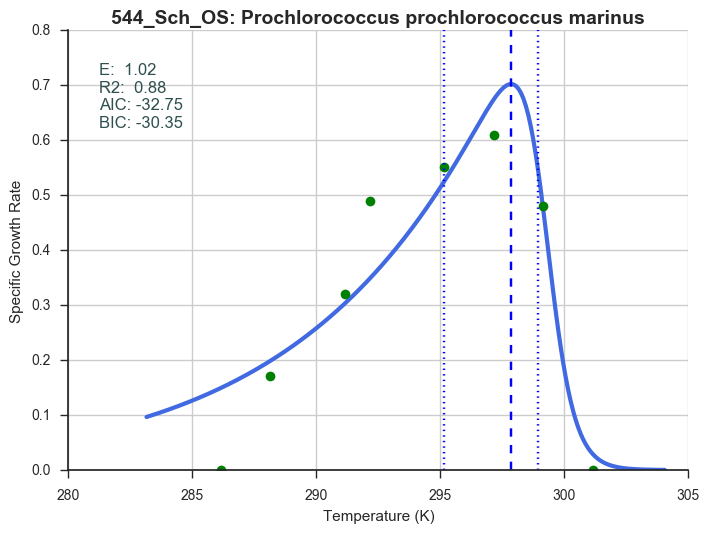 544_Sch_OS: Prochlorococcus prochlorococcus marinus
E: 1.02
R2: 0.88
AIC: -32.75
BIC: -30.35
Specific Growth Rate
0.8
0.7
0.6
0.5
0.4
0.3
0.2
0.1
0.0
280 285 290 295 300 305
Temperature (K)